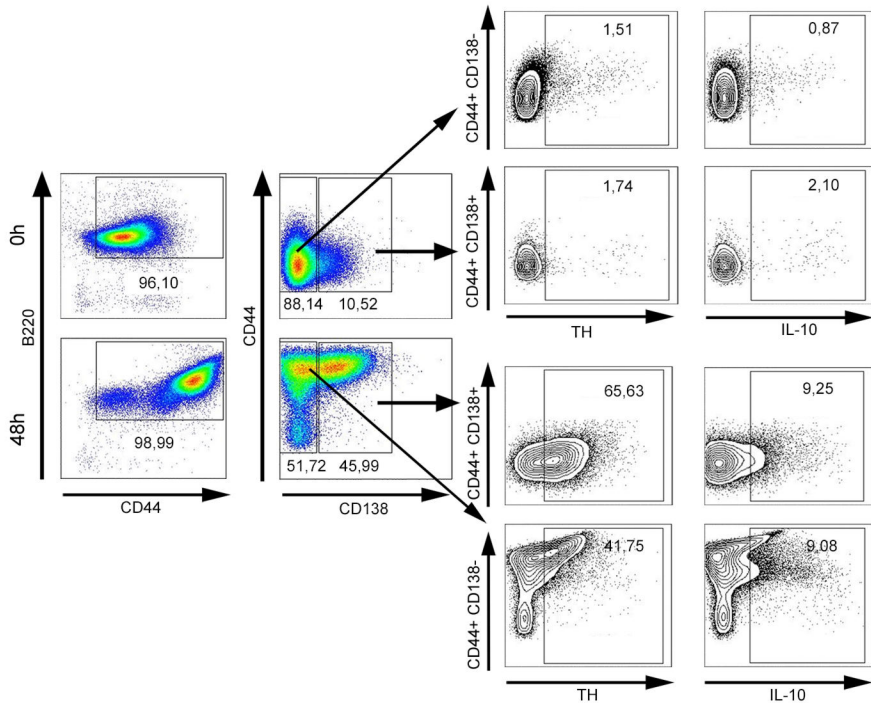 CD44+ CD138-
1,51
0,87
0h
B220
96,10
CD44
88,14 10,52
CD44+ CD138+
1,74
2,10
TH
IL-10
48h
98,99
CD44
51,72 45,99
CD138
CD44+ CD138+
65,63
9,25
CD44+ CD138-
41,75
9,08
TH
IL-10